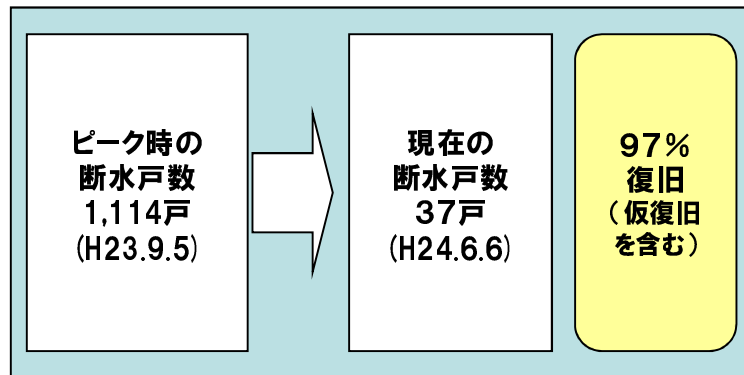 ピーク時の
断水戸数
1,114戸
(H23.9.5)
現在の
断水戸数
37戸
(H24.6.6)
97%
復旧
(仮復旧
を含む)